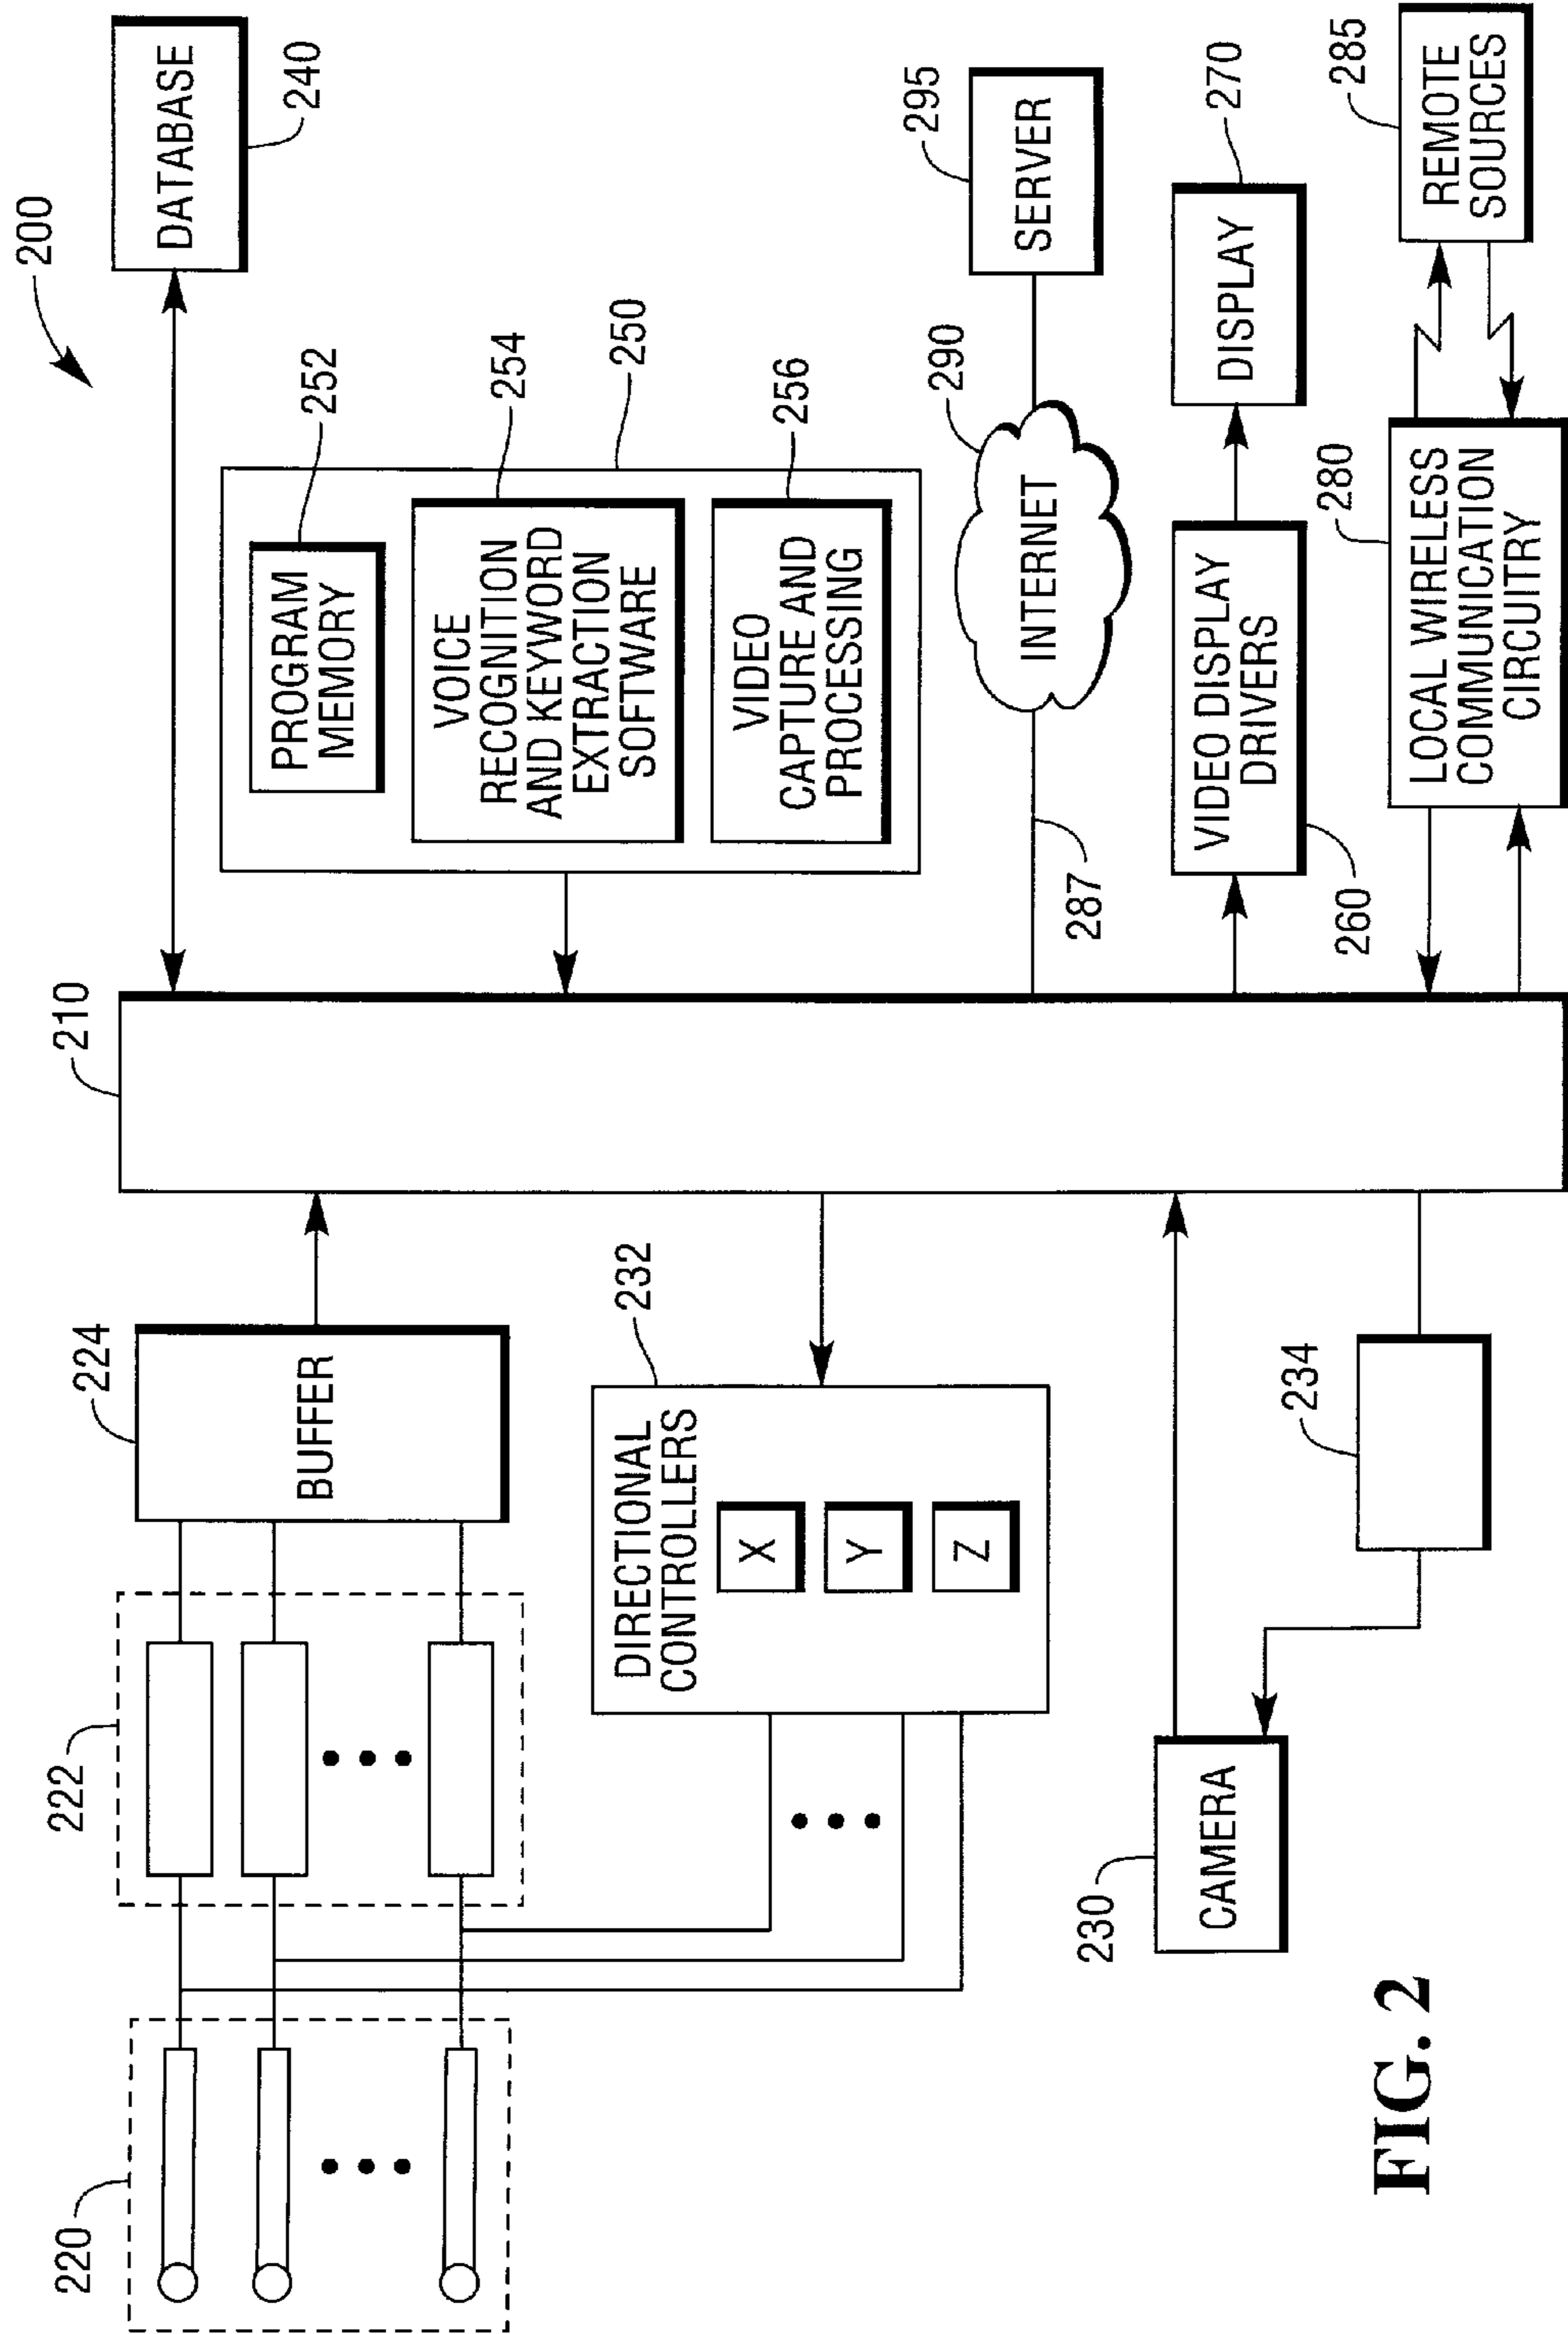 200
210
DATABASE
240
252
PROGRAM
MEMORY
254
VOICE
RECOGNITION
AND KEYWORD
EXTRACTION
SOFTWARE
250
256
VIDEO
CAPTURE AND
PROCESSING
290
INTERNET
287
295
SERVER
VIDEO DISPLAY
DRIVERS
260
DISPLAY
270
280
LOCAL WIRELESS
COMMUNICATION
CIRCUITRY
285
REMOTE
SOURCES
220
222
224
BUFFER
232
DIRECTIONAL
CONTROLLERS
X
Y
Z
230
CAMERA
234
FIG. 2